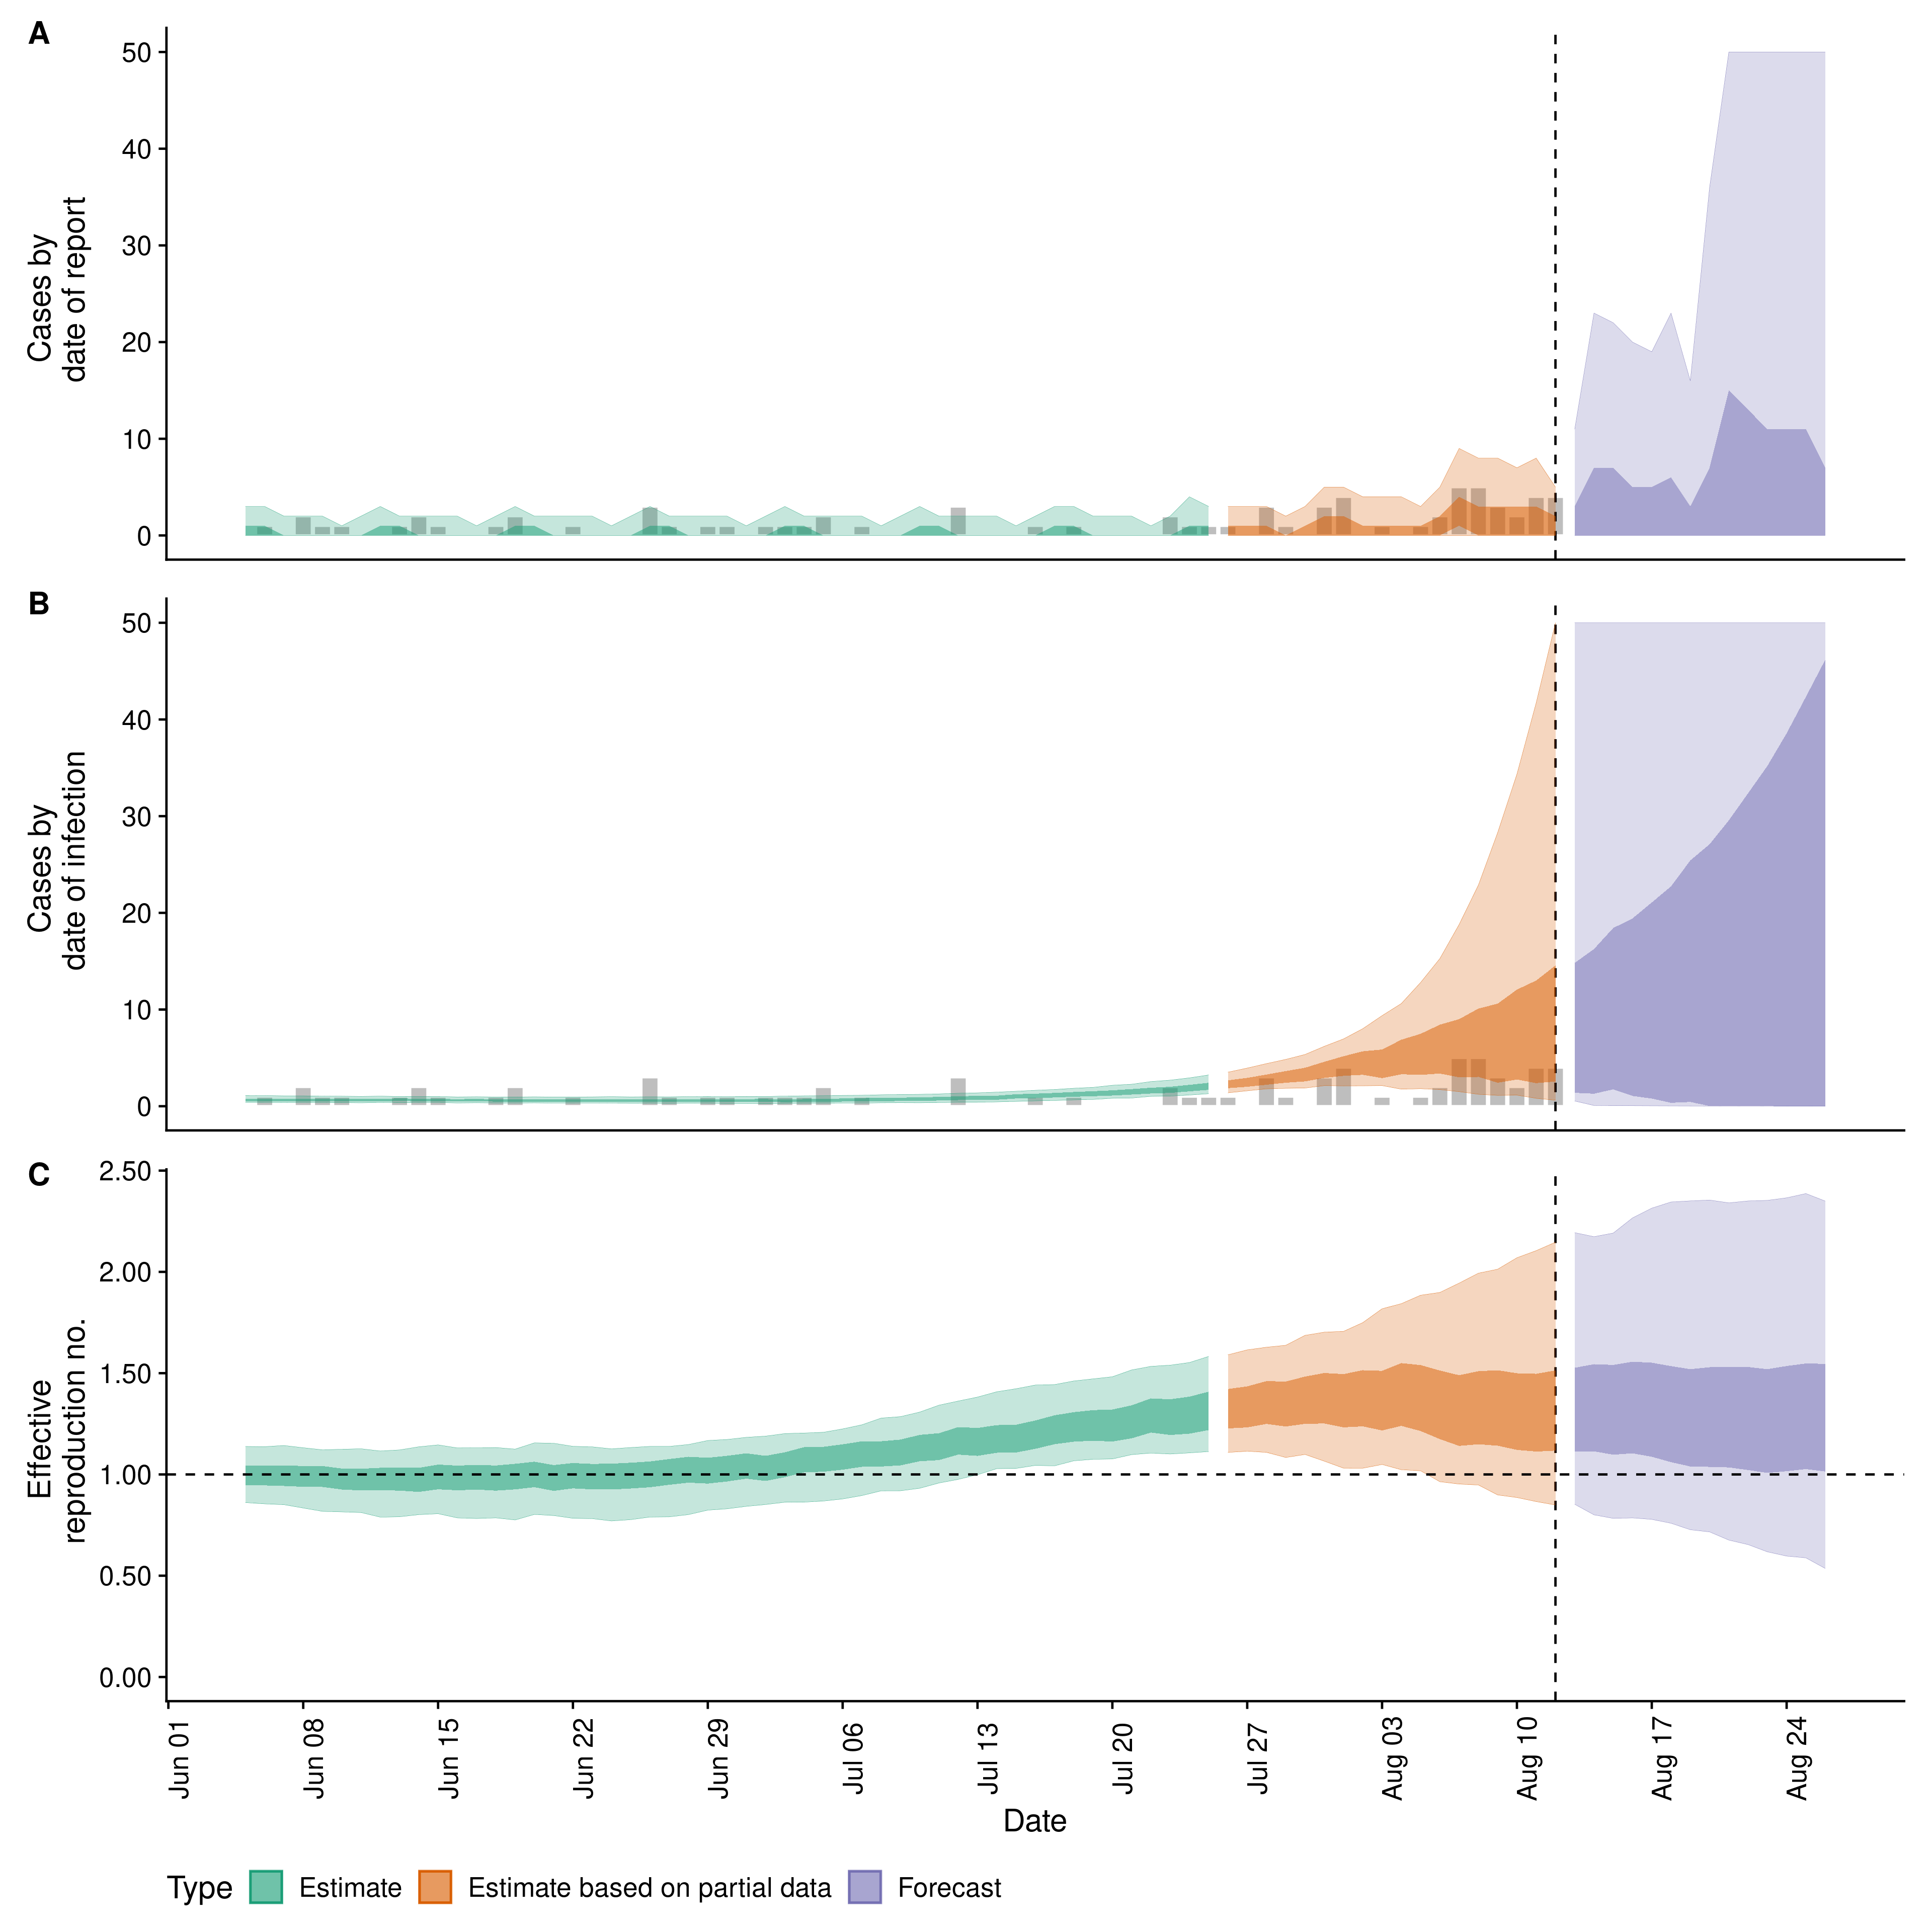 A
50
40
30
20
10
0
Cases by
date of report
B
50
40
30
20
10
0
Cases by
date of infection
C
2.50
2.00
1.50
1.00
0.50
0.00
Effective
reproduction no.
Jun 01
Jun 08
Jun 15
Jun 22
Jun 29
Jul 06
Jul 13
Jul 20
Jul 27
Aug 03
Aug 10
Aug 17
Aug 24
Date
Type Estimate Estimate based on partial data Forecast